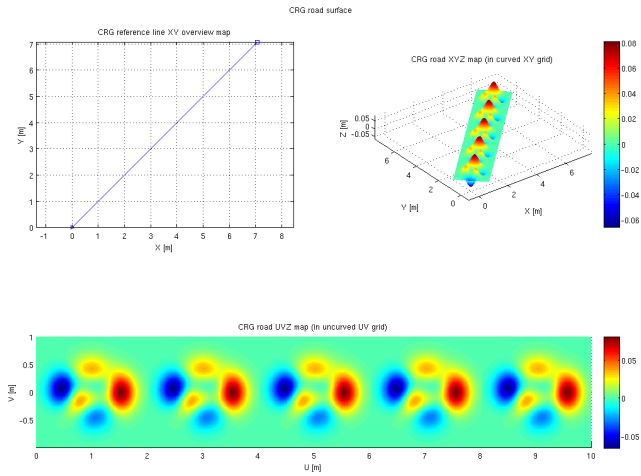 CRG road surface
CRG reference line XY overview map
7
6
5
4
3
2
1
0
Y [m]
-1 0 1 2 3 4 5 6 7 8
X [m]
CRG road XYZ map (in curved XY grid)
0.05
0
-0.05
Z [m]
6
4
2
0
Y [m]
0 2 4 6
X [m]
0.08
0.06
0.04
0.02
0
-0.02
-0.04
-0.06
CRG road UVZ map (in uncurved UV grid)
1
0.5
0
-0.5
V [m]
0 1 2 3 4 5 6 7 8 9 10
U [m]
0.05
0
-0.05